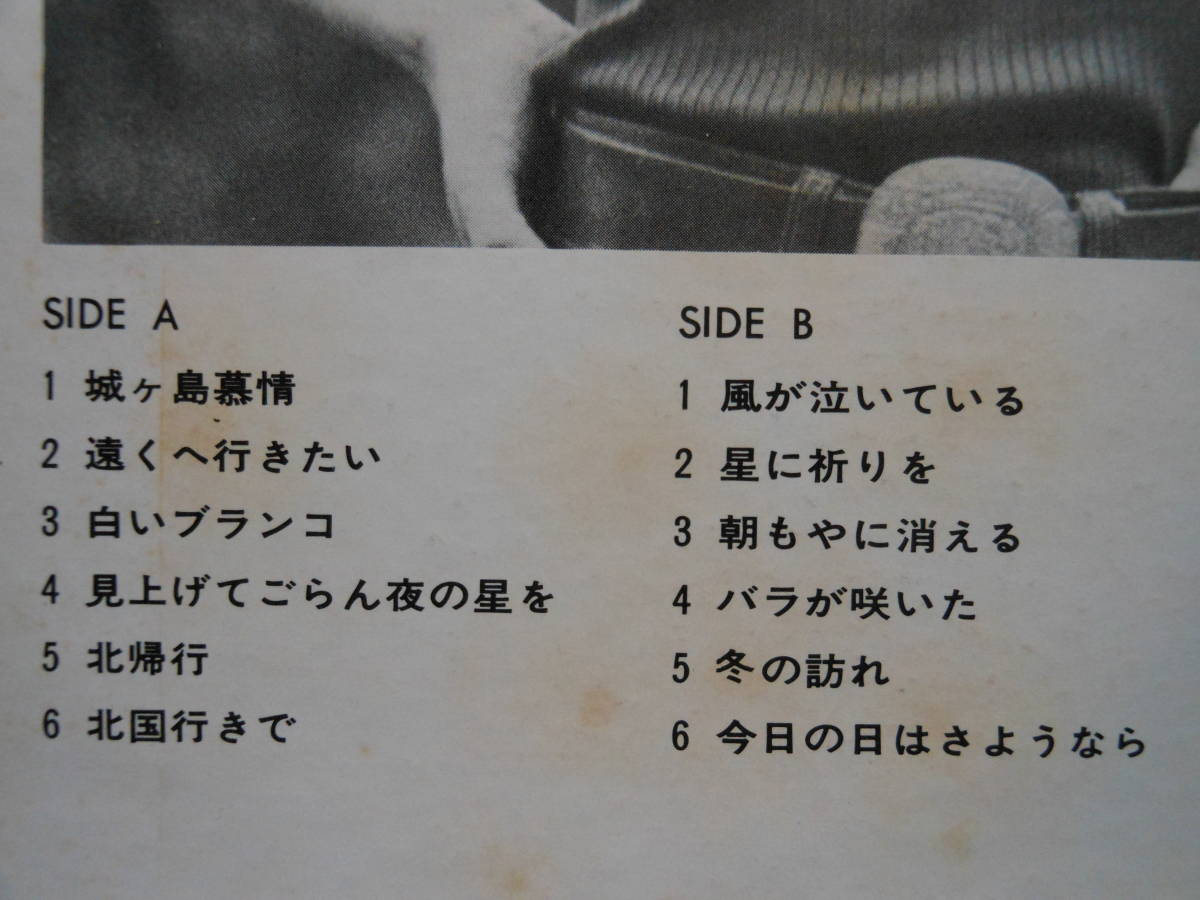 SIDE A
1 城ヶ島慕情
2 遠くへ行きたい
3 白いブランコ
4 見上げてごらん夜の星を
5 北帰行
6 北国行きで
SIDE B
1 風が泣いている
2 星に祈りを
3 朝もやに消える
4 バラが咲いた
5 冬の訪れ
6 今日の日はさようなら